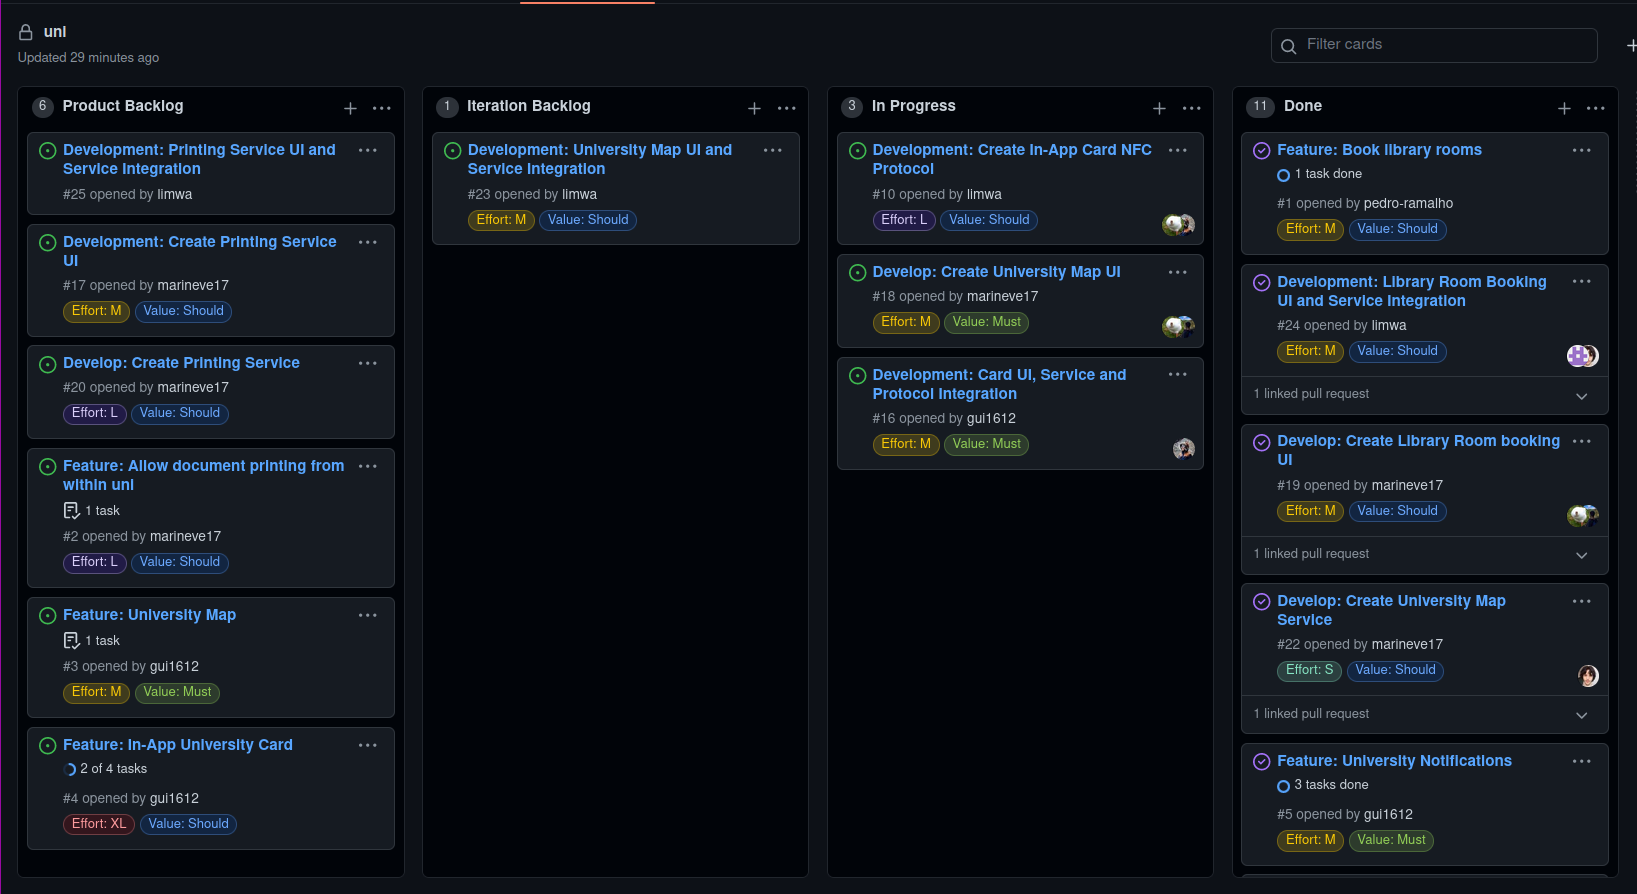 uni
Updated 29 minutes ago
Filter cards
6 Product Backlog
Development: Printing Service UI and
Service Integration
#25 opened by limwa
Development: Create Printing Service
UI
#17 opened by marineve17
Effort: M Value: Should
Develop: Create Printing Service
#20 opened by marineve17
Effort: L Value: Should
Feature: Allow document printing from
within uni
1 task
#2 opened by marineve17
Effort: L Value: Should
Feature: University Map
1 task
#3 opened by gui1612
Effort: M Value: Must
Feature: In-App University Card
2 of 4 tasks
#4 opened by gui1612
Effort: XL Value: Should
1 Iteration Backlog
Development: University Map UI and
Service Integration
#23 opened by limwa
Effort: M Value: Should
3 In Progress
Development: Create In-App Card NFC
Protocol
#10 opened by limwa
Effort: L Value: Should
Develop: Create University Map UI
#18 opened by marineve17
Effort: M Value: Must
Development: Card UI, Service and
Protocol Integration
#16 opened by gui1612
Effort: M Value: Must
11 Done
Feature: Book library rooms
1 task done
#1 opened by pedro-ramalho
Effort: M Value: Should
Development: Library Room Booking
UI and Service Integration
#24 opened by limwa
Effort: M Value: Should
1 linked pull request
Develop: Create Library Room booking
UI
#19 opened by marineve17
Effort: M Value: Should
1 linked pull request
Develop: Create University Map
Service
#22 opened by marineve17
Effort: S Value: Should
1 linked pull request
Feature: University Notifications
3 tasks done
#5 opened by gui1612
Effort: M Value: Must